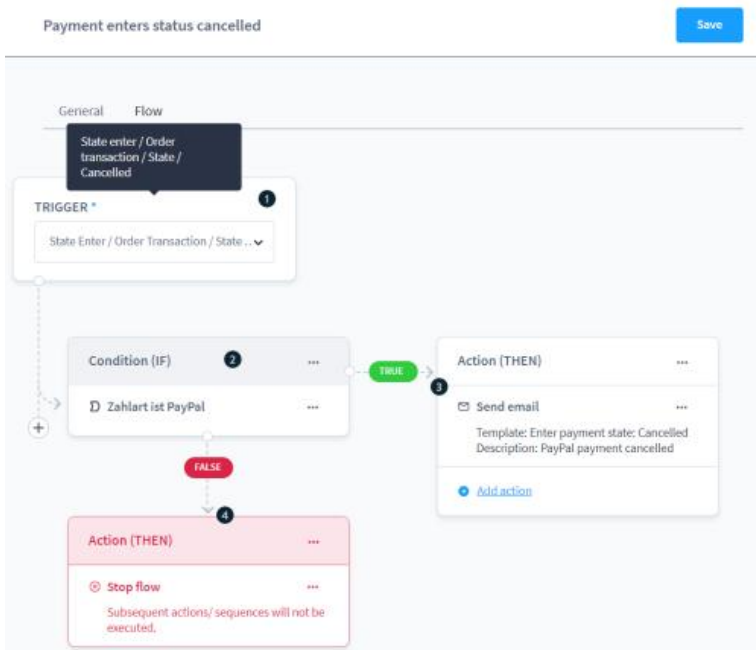 Payment enters status cancelled
Save
General
Flow
State enter / Order
transaction / State /
Cancelled
1
TRIGGER *
State Enter / Order Transaction / State ...
Condition (IF)
2
...
TRUE
Action (THEN)
...
3
Zahlart ist PayPal
...
Send email
...
Template: Enter payment state: Cancelled
Description: PayPal payment cancelled
+
FALSE
Add action
4
Action (THEN)
...
Stop flow
...
Subsequent actions/ sequences will not be
executed.